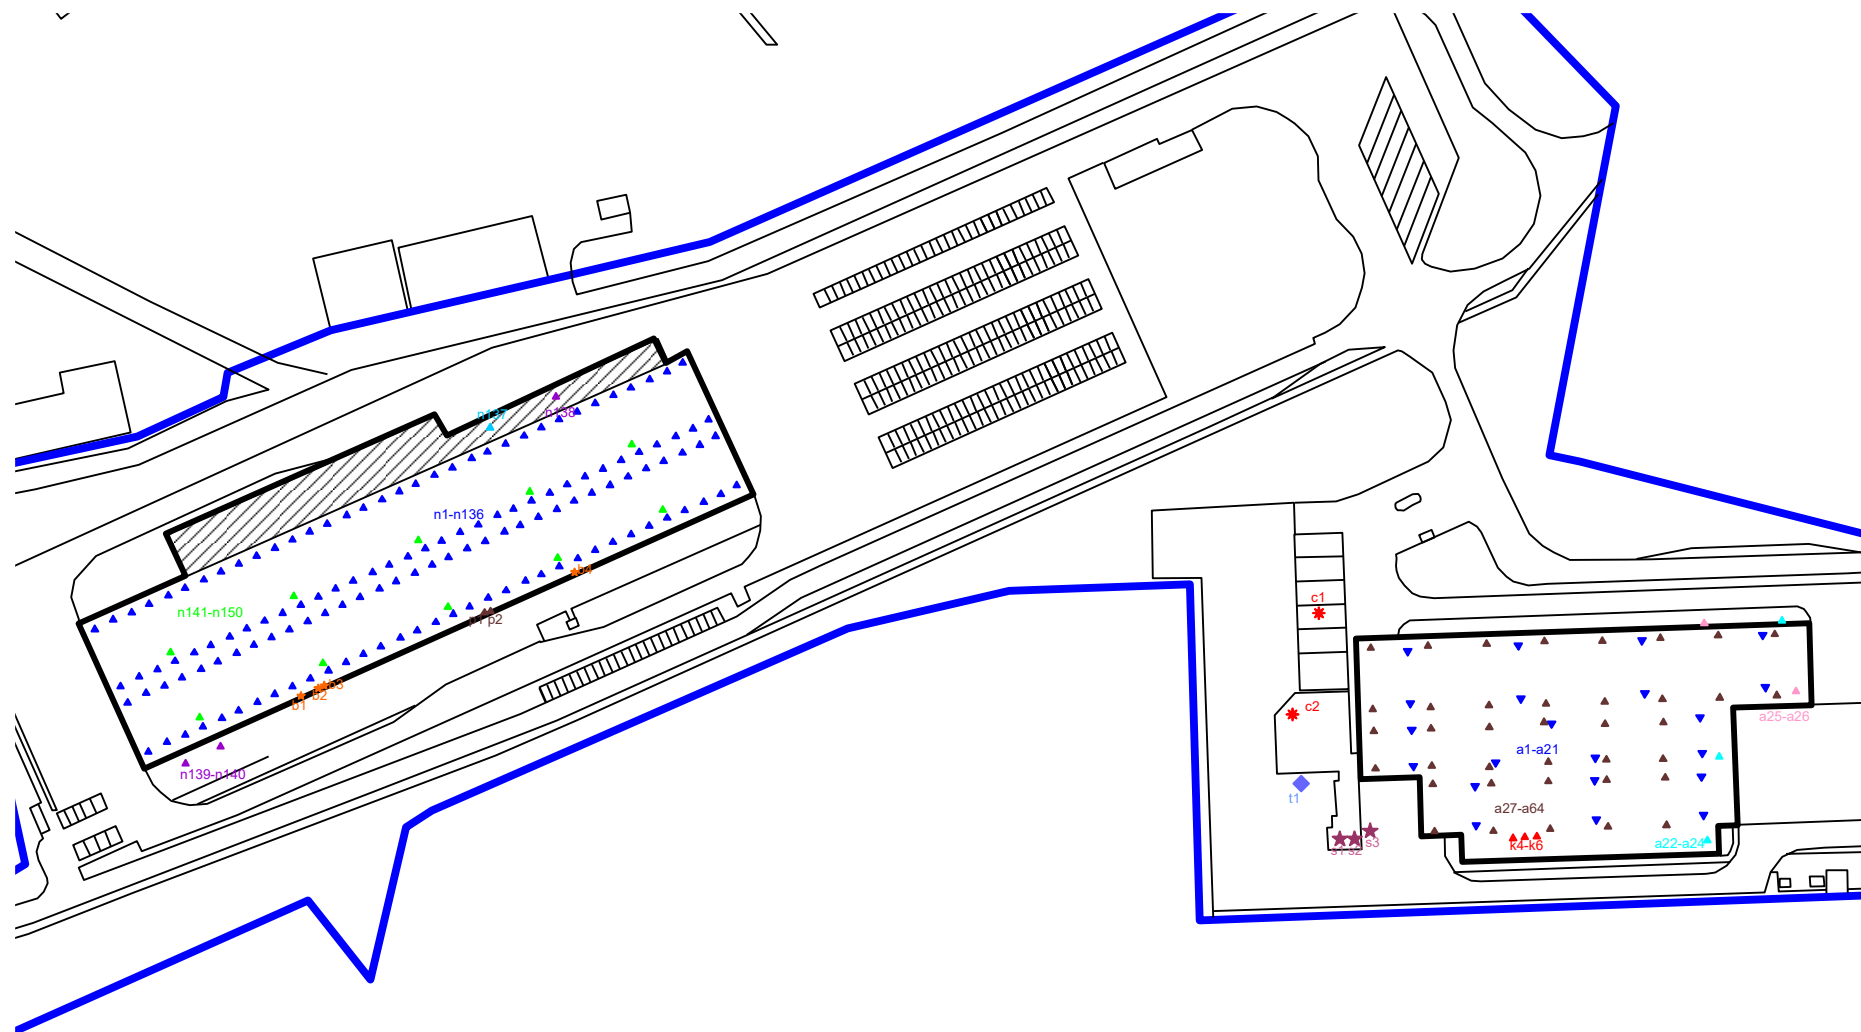 n137
n138
n1-n136
b4
c1
n141-n150
p1 p2
b3
b2
b1
c2
a25-a26
a1-a21
n139-n140
t1
a27-a64
s3
k4-k6
a22-a24
s1 s2